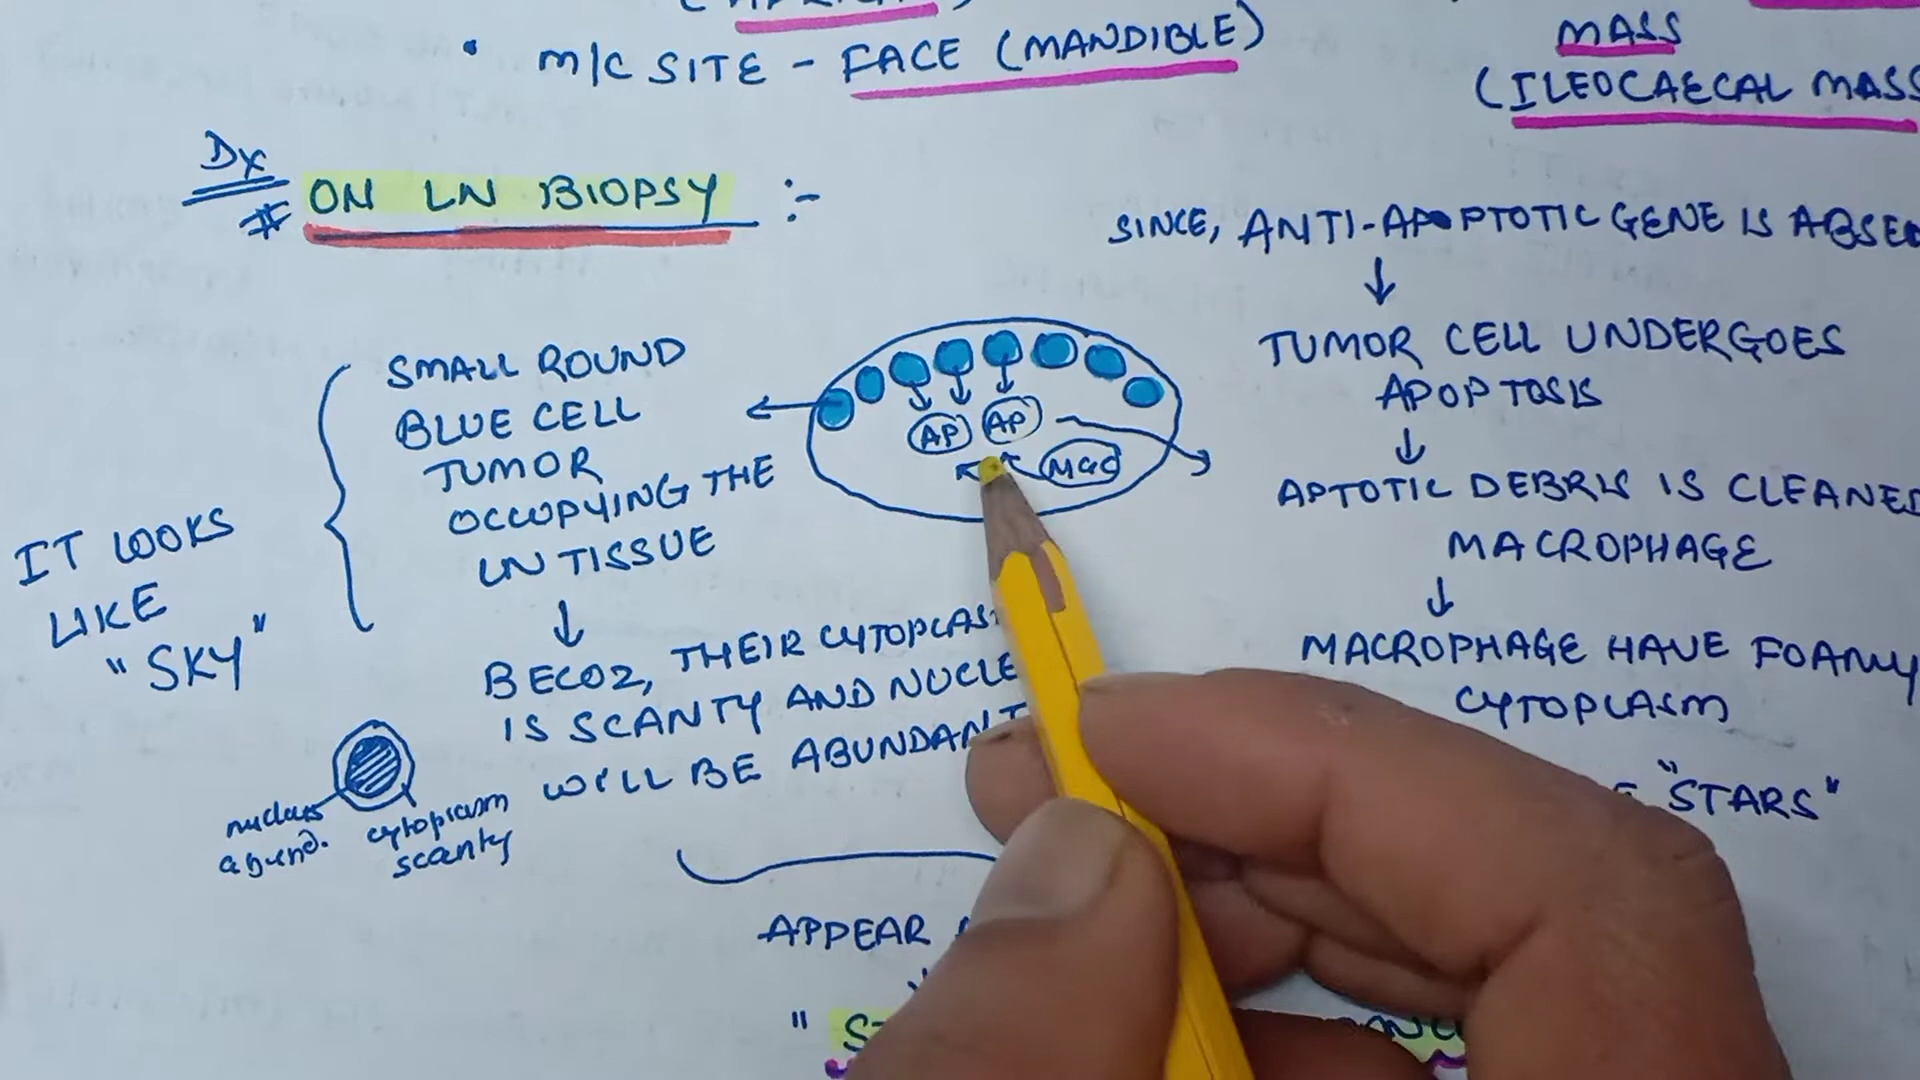 • M/C SITE - FACE (MANDIBLE)
MASS
(ILEOCAECAL MASS
Dx
# ON LN BIOPSY :-
SINCE, ANTI-APOPTOTIC GENE IS ABSE
↓
TUMOR CELL UNDERGOES
APOPTOSIS
↓
APTOTIC DEBRIS IS CLEANED
MACROPHAGE
↓
MACROPHAGE HAVE FOAMY
CYTOPLASM
"STARS"
SMALL ROUND
BLUE CELL
TUMOR
OCCUPYING THE
LN TISSUE
↓
BECOZ, THEIR CYTOPLAS
IS SCANTY AND NUCLE
WILL BE ABUNDANT
AP AP
MAC
IT LOOKS
LIKE
"SKY"
nucleus
abund.
cytoplasm
scanty
APPEAR